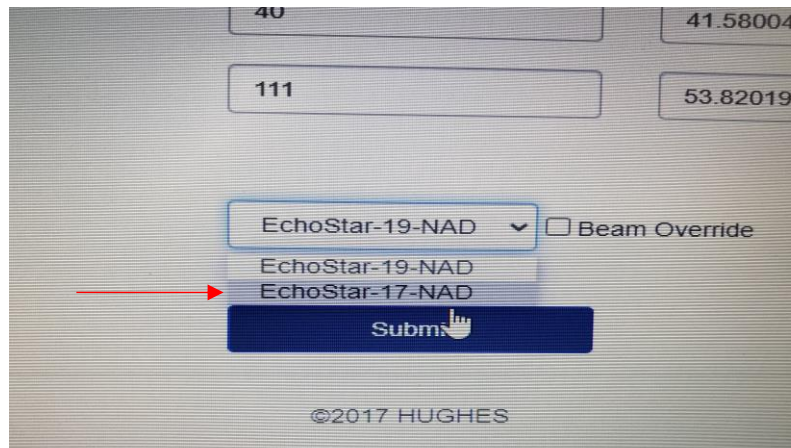 40 41.58004
111 53.82019
EchoStar-19-NAD Beam Override
EchoStar-19-NAD
EchoStar-17-NAD
©2017 HUGHES